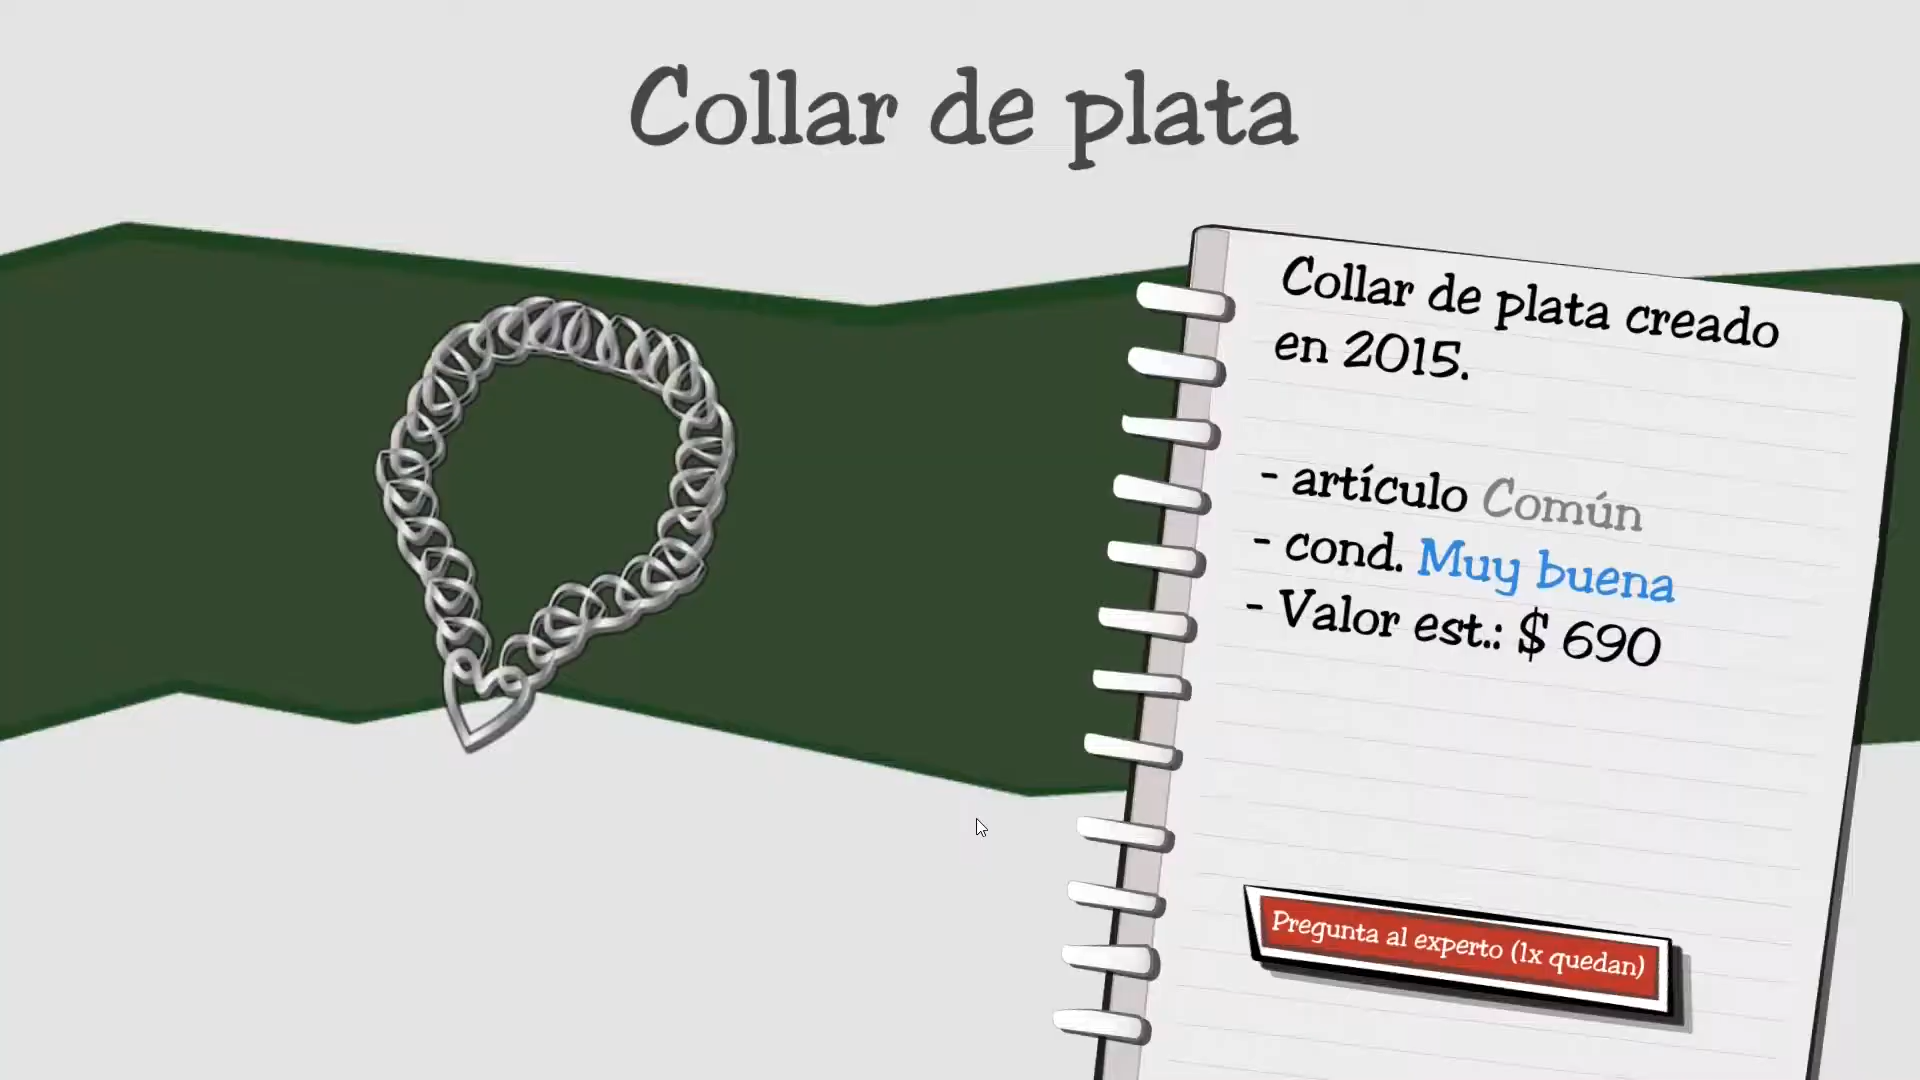 Collar de plata
Collar de plata creado
en 2015.
- artículo Común
- cond. Muy buena
- Valor est.: $ 690
Pregunta al experto (1x quedan)